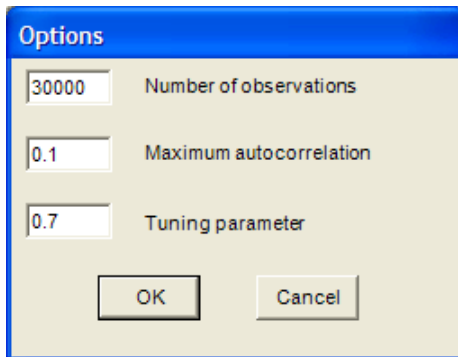 Options
30000 Number of observations
0.1 Maximum autocorrelation
0.7 Tuning parameter
OK Cancel